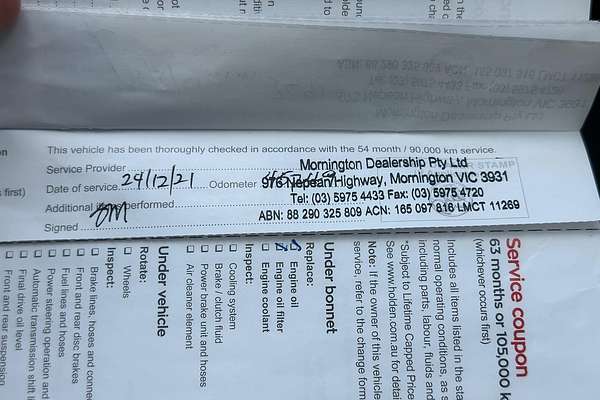 This vehicle has been thoroughly checked in accordance with the 54 month / 90,000 km service.
Service Provider
Mornington Dealership Pty Ltd
STAMP
Date of service 24/12/21 Odometer
976 Nepean Highway, Mornington VIC 3931
Tel: (03) 5975 4433 Fax: (03) 5975 4720
Additional items performed
ABN: 88 290 325 809 ACN: 165 097 816 LMCT 11269
Signed
s first)
Service coupon
63 months or 105,000 k
(whichever occurs first)
Includes all items listed in the sta
normal operating conditions, as s
including parts, labour, fluids and
*Subject to Lifetime Capped Price
See www.holden.com.au for detai
Note: If the owner of this vehicle
service, refer to the change form
Under bonnet
Replace:
Engine oil
Engine oil filter
Engine coolant
Inspect:
Cooling system
Brake / clutch fluid
Power brake unit and hoses
Air cleaner element
Under vehicle
Rotate:
Wheels
Inspect:
Brake lines, hoses and connec
Front and rear disc brakes
Fuel lines and hoses
Power steering operation and
Automatic transmission shift li
Final drive oil level
Front and rear suspension